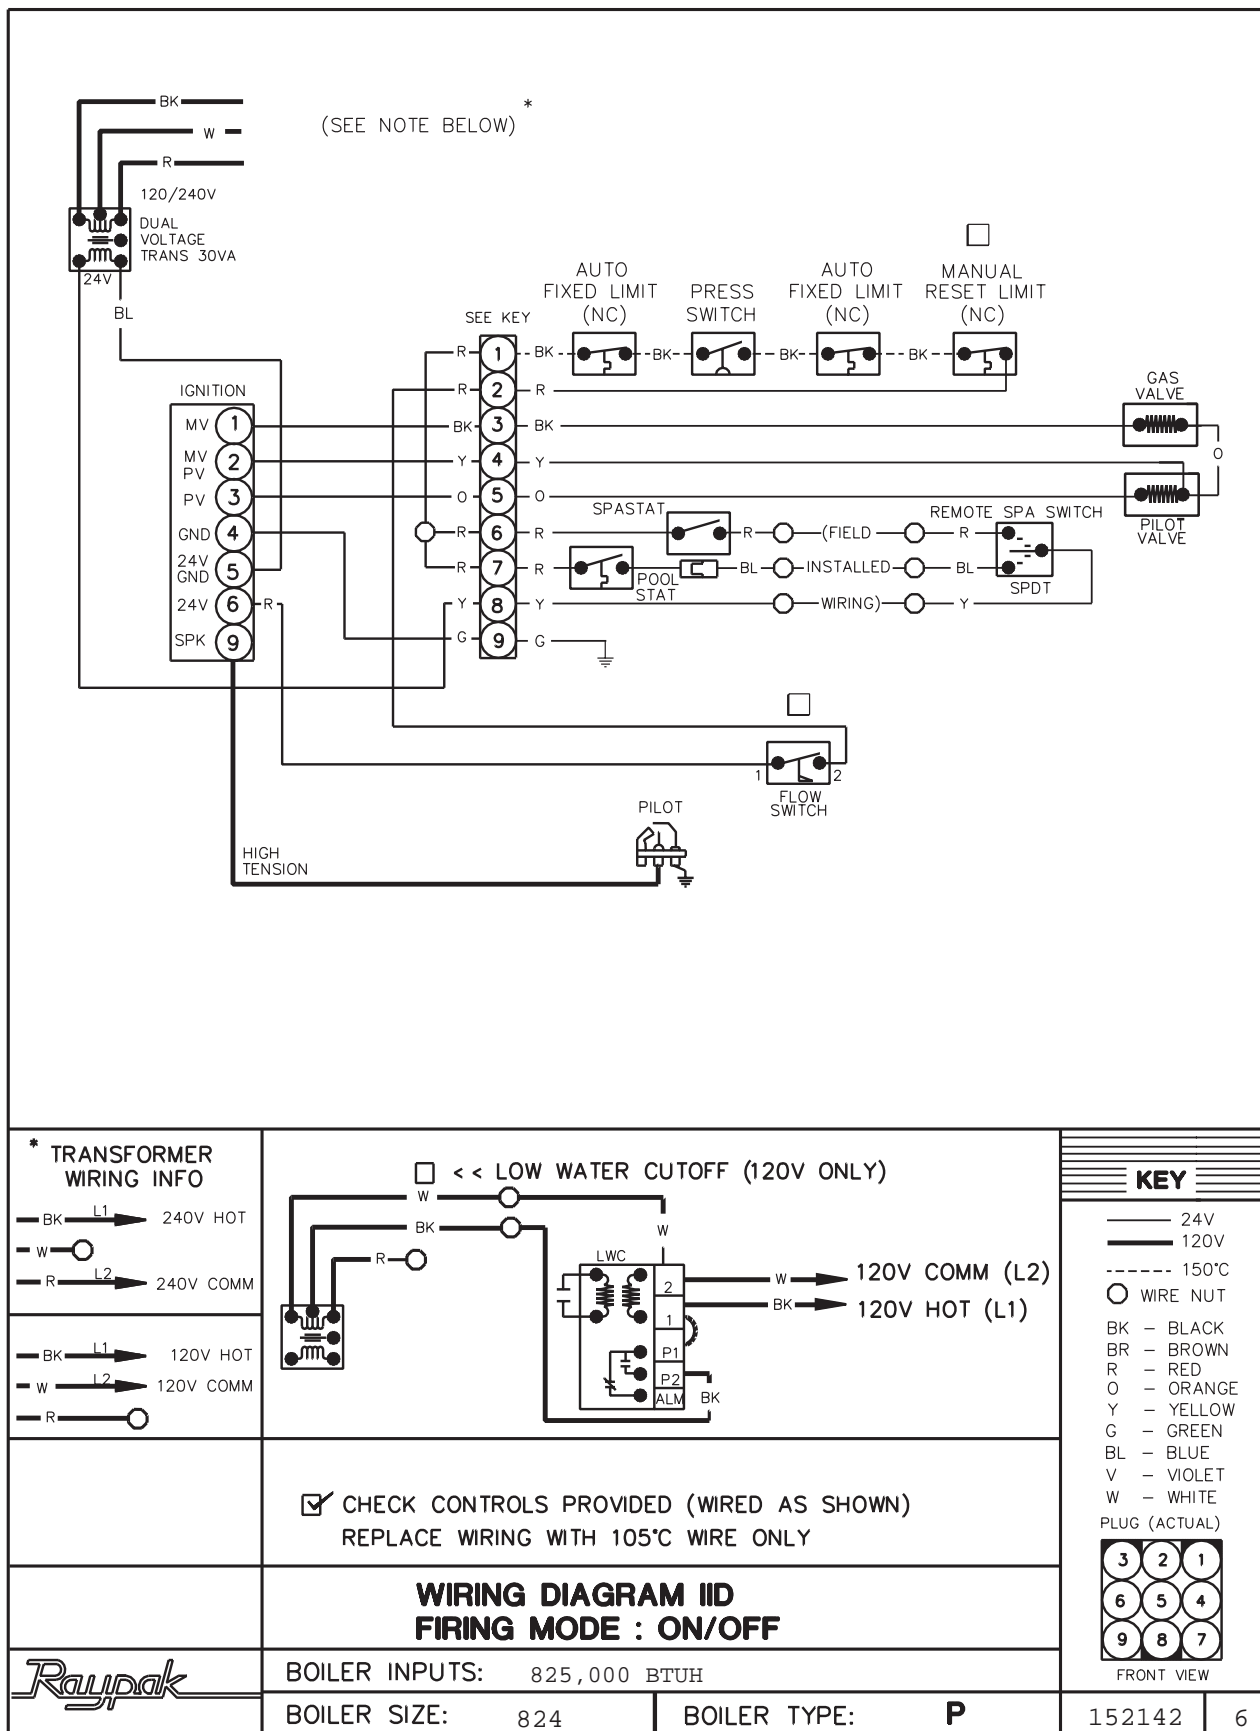 BK
W
R
*
(SEE NOTE BELOW)
120/240V
DUAL
VOLTAGE
TRANS 30VA
24V
BL
AUTO
FIXED LIMIT
(NC)
PRESS
SWITCH
AUTO
FIXED LIMIT
(NC)
MANUAL
RESET LIMIT
(NC)
SEE KEY
R 1 BK BK BK BK
R 2 R
IGNITION
GAS
VALVE
MV 1 BK 3 BK
MV
PV 2 Y 4 Y
O
PV 3 O 5 O
PILOT
VALVE
SPASTAT
REMOTE SPA SWITCH
GND 4 R 6 R R (FIELD R
24V
GND 5 R 7 R BL INSTALLED BL
POOL
STAT
SPDT
24V 6 R Y 8 Y WIRING) Y
SPK 9 G 9 G
1 2
FLOW
SWITCH
PILOT
HIGH
TENSION
* TRANSFORMER
WIRING INFO
BK L1 240V HOT
W
R L2 240V COMM
BK L1 120V HOT
W L2 120V COMM
R
<< LOW WATER CUTOFF (120V ONLY)
W
BK
W
R
LWC
2 W 120V COMM (L2)
1 BK 120V HOT (L1)
P1
P2
ALM BK
KEY
24V
120V
150°C
WIRE NUT
BK – BLACK
BR – BROWN
R – RED
O – ORANGE
Y – YELLOW
G – GREEN
BL – BLUE
V – VIOLET
W – WHITE
PLUG (ACTUAL)
3 2 1
6 5 4
9 8 7
FRONT VIEW
CHECK CONTROLS PROVIDED (WIRED AS SHOWN)
REPLACE WIRING WITH 105°C WIRE ONLY
WIRING DIAGRAM IID
FIRING MODE : ON/OFF
Raypak
BOILER INPUTS: 825,000 BTUH
BOILER SIZE: 824
BOILER TYPE: P
152142 6